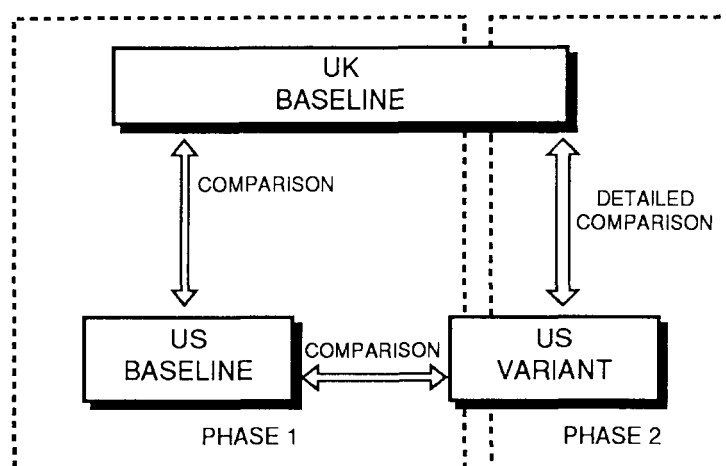 UK
BASELINE
COMPARISON
DETAILED
COMPARISON
US
BASELINE
COMPARISON
US
VARIANT
PHASE 1
PHASE 2